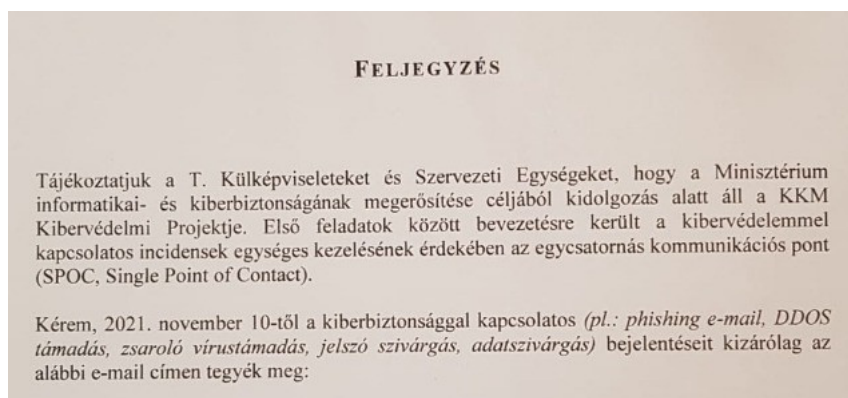 FELJEGYZÉS
Tájékoztatjuk a T. Külképviseleteket és Szervezeti Egységeket, hogy a Minisztérium
informatikai- és kiberbiztonságának megerősítése céljából kidolgozás alatt áll a KKM
Kibervédelmi Projektje. Első feladatok között bevezetésre került a kibervédelemmel
kapcsolatos incidensek egységes kezelésének érdekében az egycsatornás kommunikációs pont
(SPOC, Single Point of Contact).
Kérem, 2021. november 10-től a kiberbiztonsággal kapcsolatos (pl.: phishing e-mail, DDOS
támadás, zsaroló vírustámadás, jelszó szivárgás, adatszivárgás) bejelentéseit kizárólag az
alábbi e-mail címen tegyék meg: